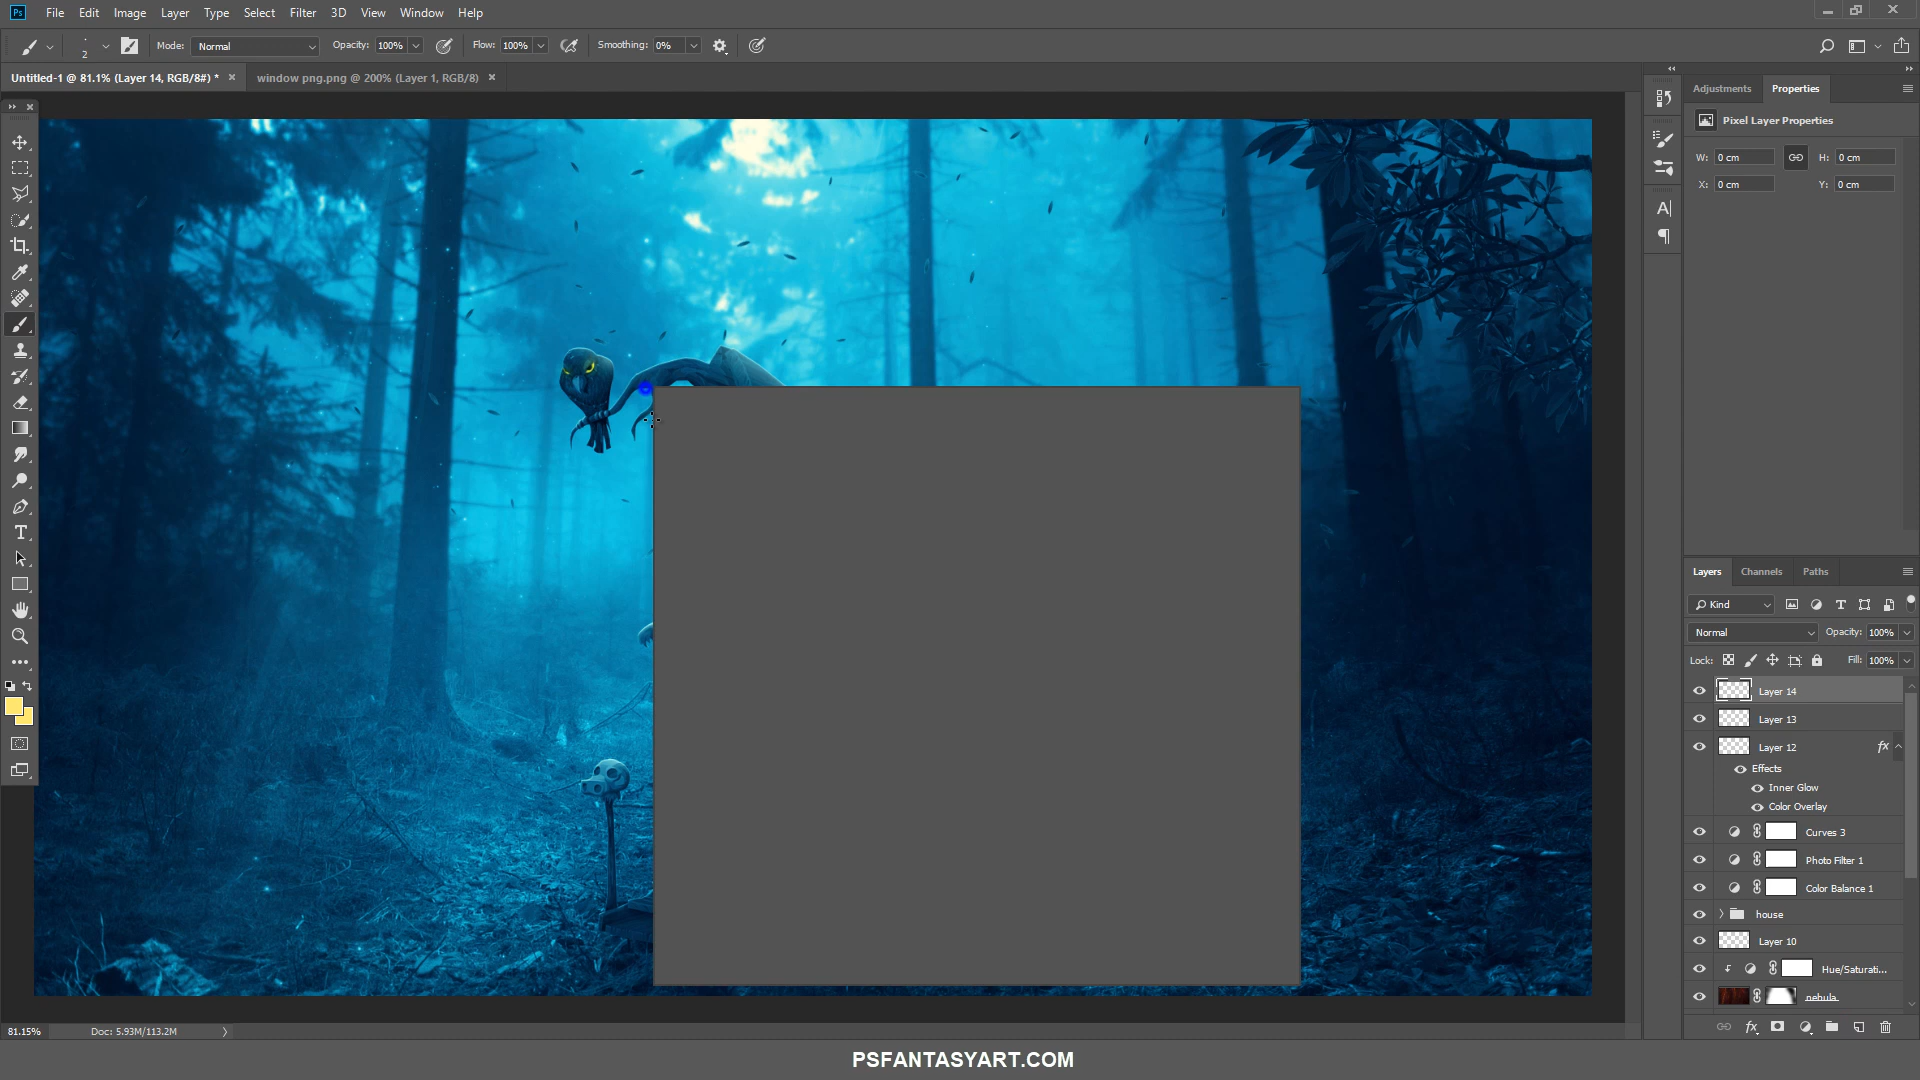 Ps File Edit Image Layer Type Select Filter 3D View Window Help
2 Mode: Normal Opacity: 100% Flow: 100% Smoothing: 0%
Untitled-1 @ 81.1% (Layer 14, RGB/8#) * × window png.png @ 200% (Layer 1, RGB/8) ×
Adjustments Properties
Pixel Layer Properties
W: 0 cm H: 0 cm
X: 0 cm Y: 0 cm
Layers Channels Paths
Kind
Normal Opacity: 100%
Lock: Fill: 100%
Layer 14
Layer 13
Layer 12 fx
Effects
Inner Glow
Color Overlay
Curves 3
Photo Filter 1
Color Balance 1
house
Layer 10
Hue/Saturati...
nebula
fx
81.15% Doc: 5.93M/113.2M
PSFANTASYART.COM